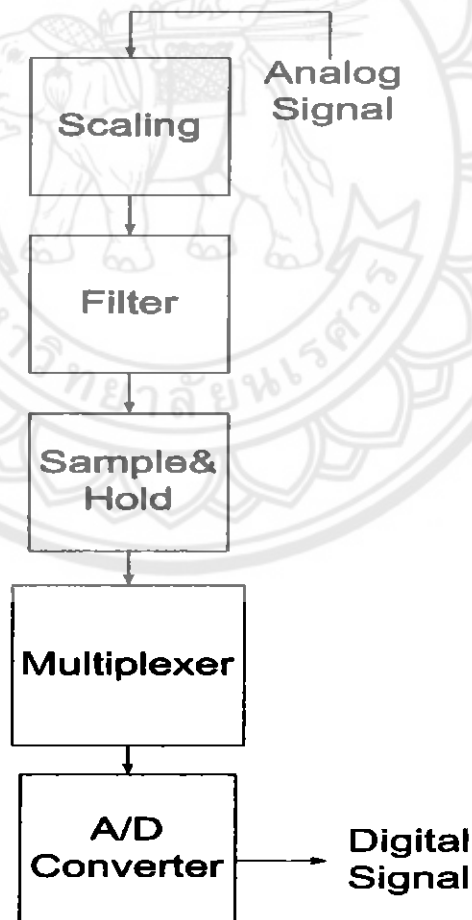 Analog
Signal
Scaling
Filter
Sample&
Hold
Multiplexer
A/D
Converter
Digital
Signal